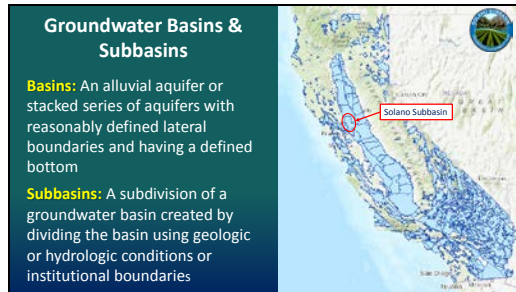 Groundwater Basins &
Subbasins
Basins: An alluvial aquifer or
stacked series of aquifers with
reasonably defined lateral
boundaries and having a defined
bottom
Subbasins: A subdivision of a
groundwater basin created by
dividing the basin using geologic
or hydrologic conditions or
institutional boundaries
Solano Subbasin
San Diego